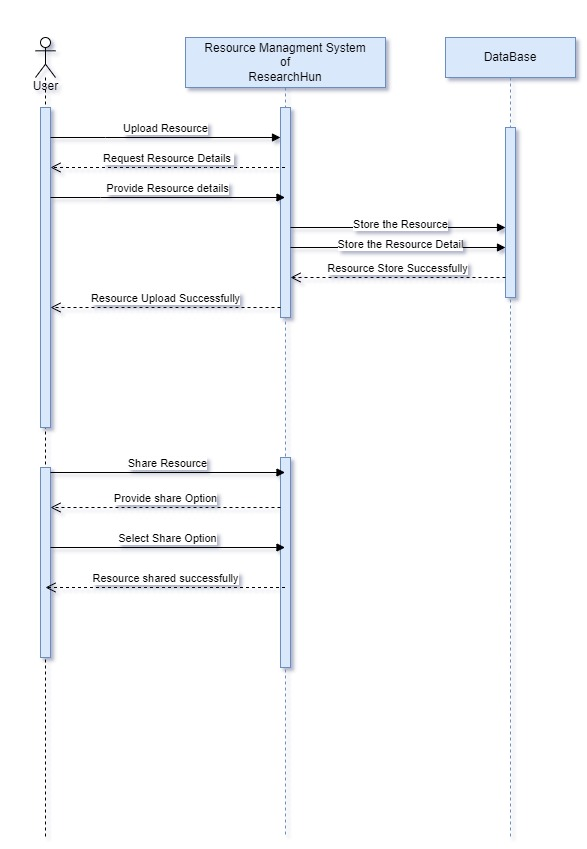 Resource Managment System
of
ResearchHun
DataBase
User
Upload Resource
Request Resource Details
Provide Resource details
Store the Resource
Store the Resource Detail
Resource Store Successfully
Resource Upload Successfully
Share Resource
Provide share Option
Select Share Option
Resource shared successfully